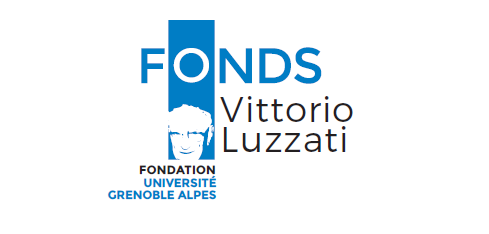 FONDS
Vittorio
Luzzati
FONDATION
UNIVERSITÉ
GRENOBLE ALPES